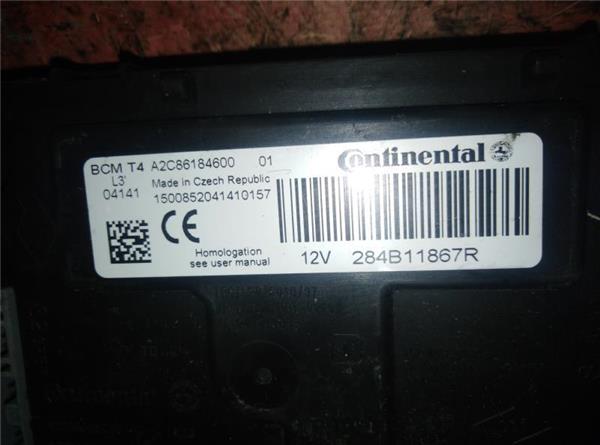 BCM T4 A2C86184600 01
L3'
04141
Made in Czech Republic
1500852041410157
CE
Homologation
see user manual
Continental
12V 284B11867R
Continental